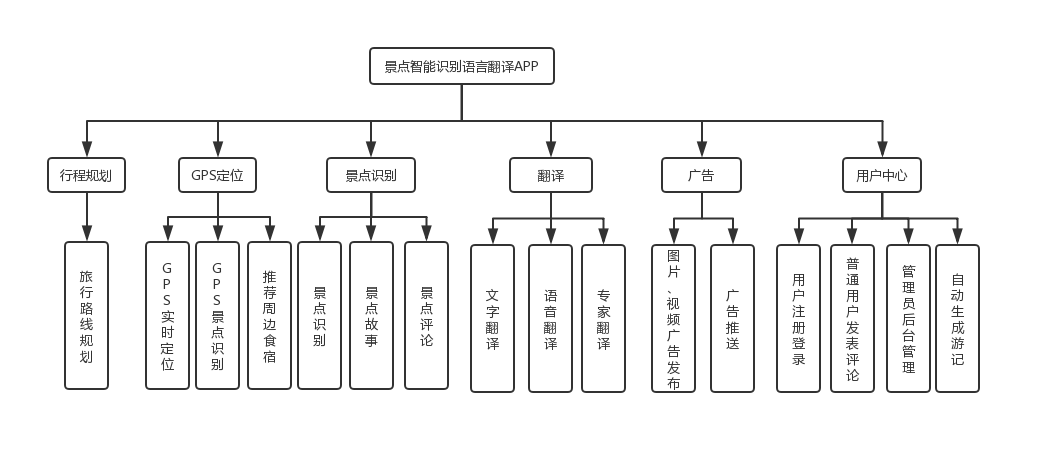 景点智能识别语言翻译APP
行程规划
GPS定位
景点识别
翻译
广告
用户中心
旅行路线规划
GPS实时定位
GPS景点识别
推荐周边食宿
景点识别
景点故事
景点评论
文字翻译
语音翻译
专家翻译
图片、视频广告发布
广告推送
用户注册登录
普通用户发表评论
管理员后台管理
自动生成游记